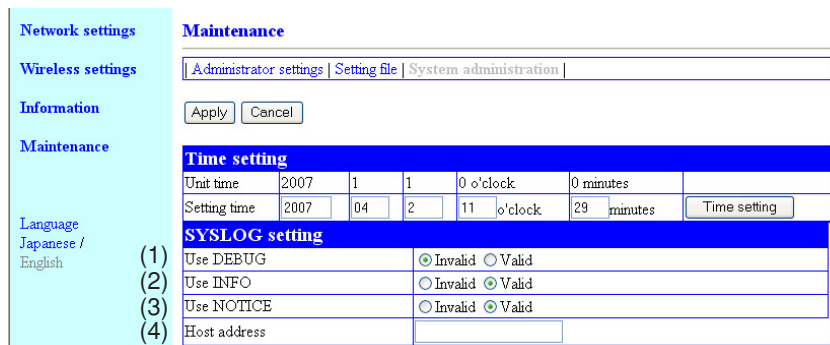 Network settings
Wireless settings
Information
Maintenance
Language
Japanese /
English
Maintenance
| Administrator settings | Setting file | System administration |
Apply Cancel
Time setting
Unit time 2007 1 1 0 o'clock 0 minutes
Setting time 2007 04 2 11 o'clock 29 minutes Time setting
SYSLOG setting
(1) Use DEBUG Invalid Valid
(2) Use INFO Invalid Valid
(3) Use NOTICE Invalid Valid
(4) Host address